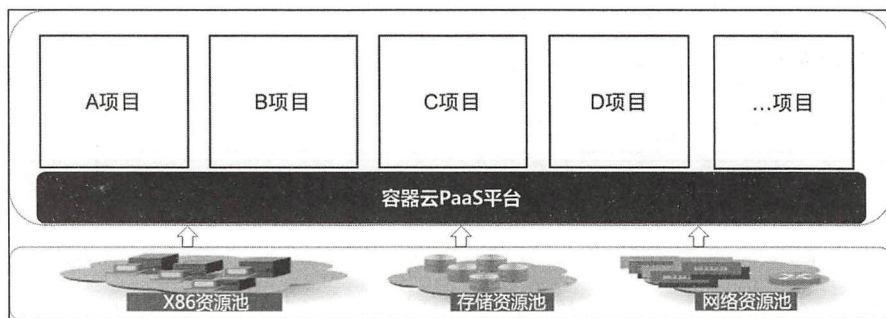 A项目
B项目
C项目
D项目
...项目
容器云PaaS平台
X86资源池
存储资源池
网络资源池